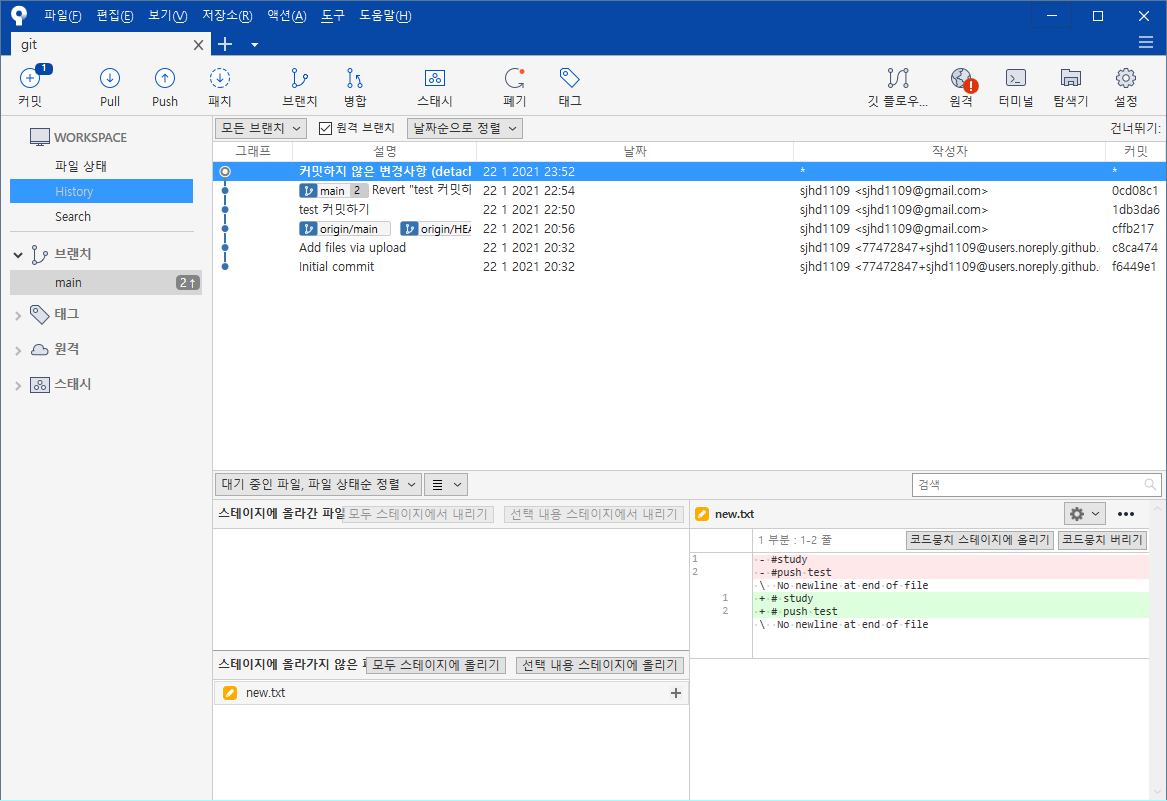 파일(F) 편집(E) 보기(V) 저장소(R) 액션(A) 도구 도움말(H)
git
1
커밋 Pull Push 패치 브랜치 병합 스태시 폐기 태그 깃 플로우... 원격 터미널 탐색기 설정
WORKSPACE
파일 상태
History
Search
브랜치
main 2↑
태그
원격
스태시
모든 브랜치 원격 브랜치 날짜순으로 정렬 건너뛰기:
그래프 설명 날짜 작성자 커밋
커밋하지 않은 변경사항 (detacl 22 1 2021 23:52 * *
main 2 Revert "test 커밋하 22 1 2021 22:54 sjhd1109 <sjhd1109@gmail.com> 0cd08c1
test 커밋하기 22 1 2021 22:50 sjhd1109 <sjhd1109@gmail.com> 1db3da6
origin/main origin/HEA 22 1 2021 20:56 sjhd1109 <sjhd1109@gmail.com> cffb217
Add files via upload 22 1 2021 20:32 sjhd1109 <77472847+sjhd1109@users.noreply.github. c8ca474
Initial commit 22 1 2021 20:32 sjhd1109 <77472847+sjhd1109@users.noreply.github. f6449e1
대기 중인 파일, 파일 상태순 정렬 검색
스테이지에 올라간 파일 모두 스테이지에서 내리기 선택 내용 스테이지에서 내리기
new.txt
1 부분 : 1-2 줄 코드뭉치 스테이지에 올리기 코드뭉치 버리기
1 - #study
2 - #push test
\ No newline at end of file
1 + # study
2 + # push test
\ No newline at end of file
스테이지에 올라가지 않은 모두 스테이지에 올리기 선택 내용 스테이지에 올리기
new.txt +